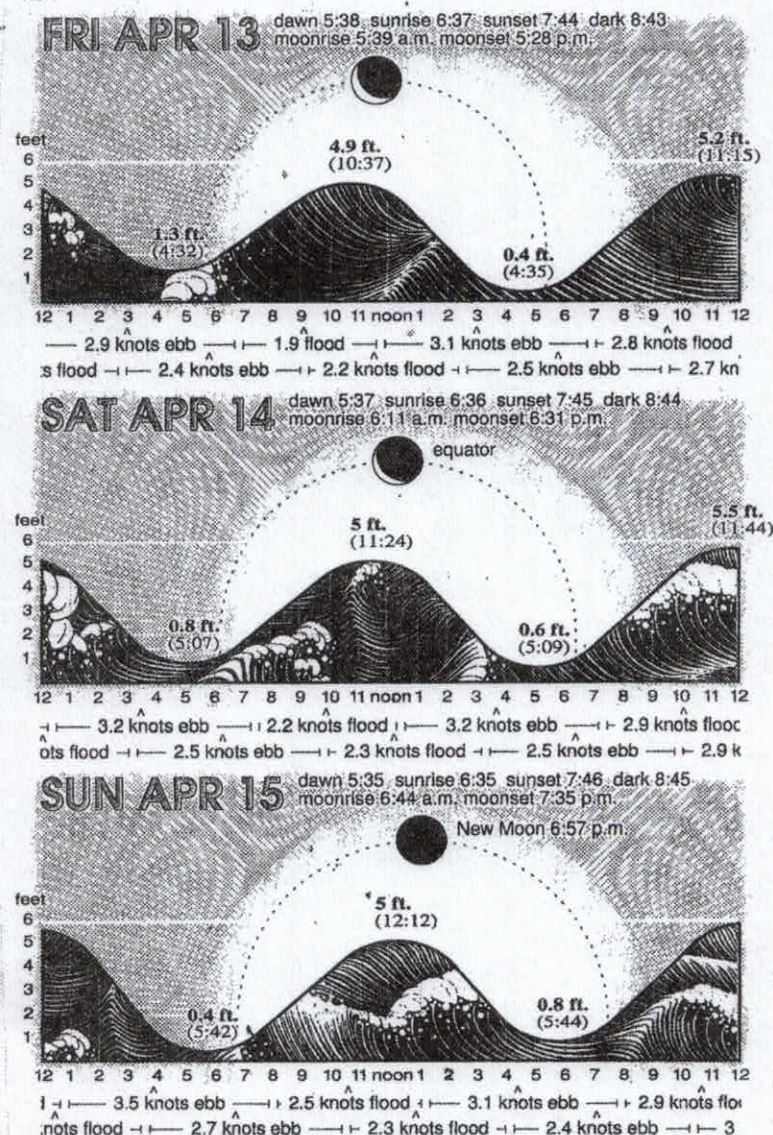 FRI APR 13 dawn 5:38 sunrise 6:37 sunset 7:44 dark 8:43
moonrise 5:39 a.m. moonset 5:28 p.m.
feet
6
5
4
3
2
1
1.3 ft.
(4:32)
4.9 ft.
(10:37)
0.4 ft.
(4:35)
5.2 ft.
(11:15)
12 1 2 3 4 5 6 7 8 9 10 11 noon 1 2 3 4 5 6 7 8 9 10 11 12
2.9 knots ebb 1.9 flood 3.1 knots ebb 2.8 knots flood
s flood 2.4 knots ebb 2.2 knots flood 2.5 knots ebb 2.7 kn
SAT APR 14 dawn 5:37 sunrise 6:36 sunset 7:45 dark 8:44
moonrise 6:11 a.m. moonset 6:31 p.m.
equator
feet
6
5
4
3
2
1
0.8 ft.
(5:07)
5 ft.
(11:24)
0.6 ft.
(5:09)
5.5 ft.
(11:44)
12 1 2 3 4 5 6 7 8 9 10 11 noon 1 2 3 4 5 6 7 8 9 10 11 12
3.2 knots ebb 2.2 knots flood 3.2 knots ebb 2.9 knots flooc
ots flood 2.5 knots ebb 2.3 knots flood 2.5 knots ebb 2.9 k
SUN APR 15 dawn 5:35 sunrise 6:35 sunset 7:46 dark 8:45
moonrise 6:44 a.m. moonset 7:35 p.m.
New Moon 6:57 p.m.
feet
6
5
4
3
2
1
0.4 ft.
(5:42)
5 ft.
(12:12)
0.8 ft.
(5:44)
12 1 2 3 4 5 6 7 8 9 10 11 noon 1 2 3 4 5 6 7 8 9 10 11 12
3.5 knots ebb 2.5 knots flood 3.1 knots ebb 2.9 knots flo
nots flood 2.7 knots ebb 2.3 knots flood 2.4 knots ebb 3